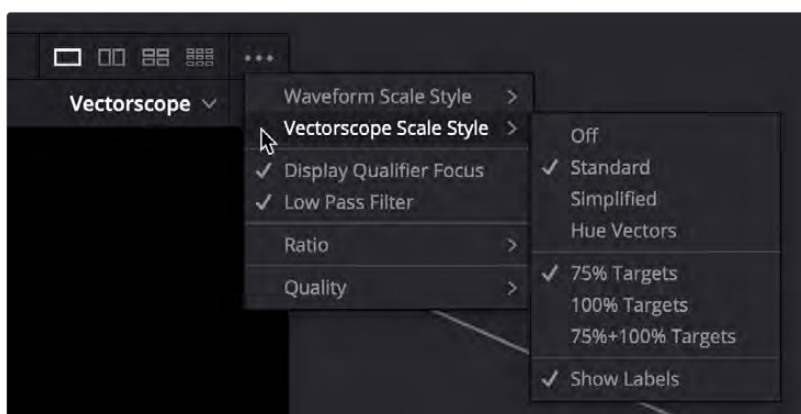 Vectorscope
Waveform Scale Style
Vectorscope Scale Style
Display Qualifier Focus
Low Pass Filter
Ratio
Quality
Off
Standard
Simplified
Hue Vectors
75% Targets
100% Targets
75%+100% Targets
Show Labels